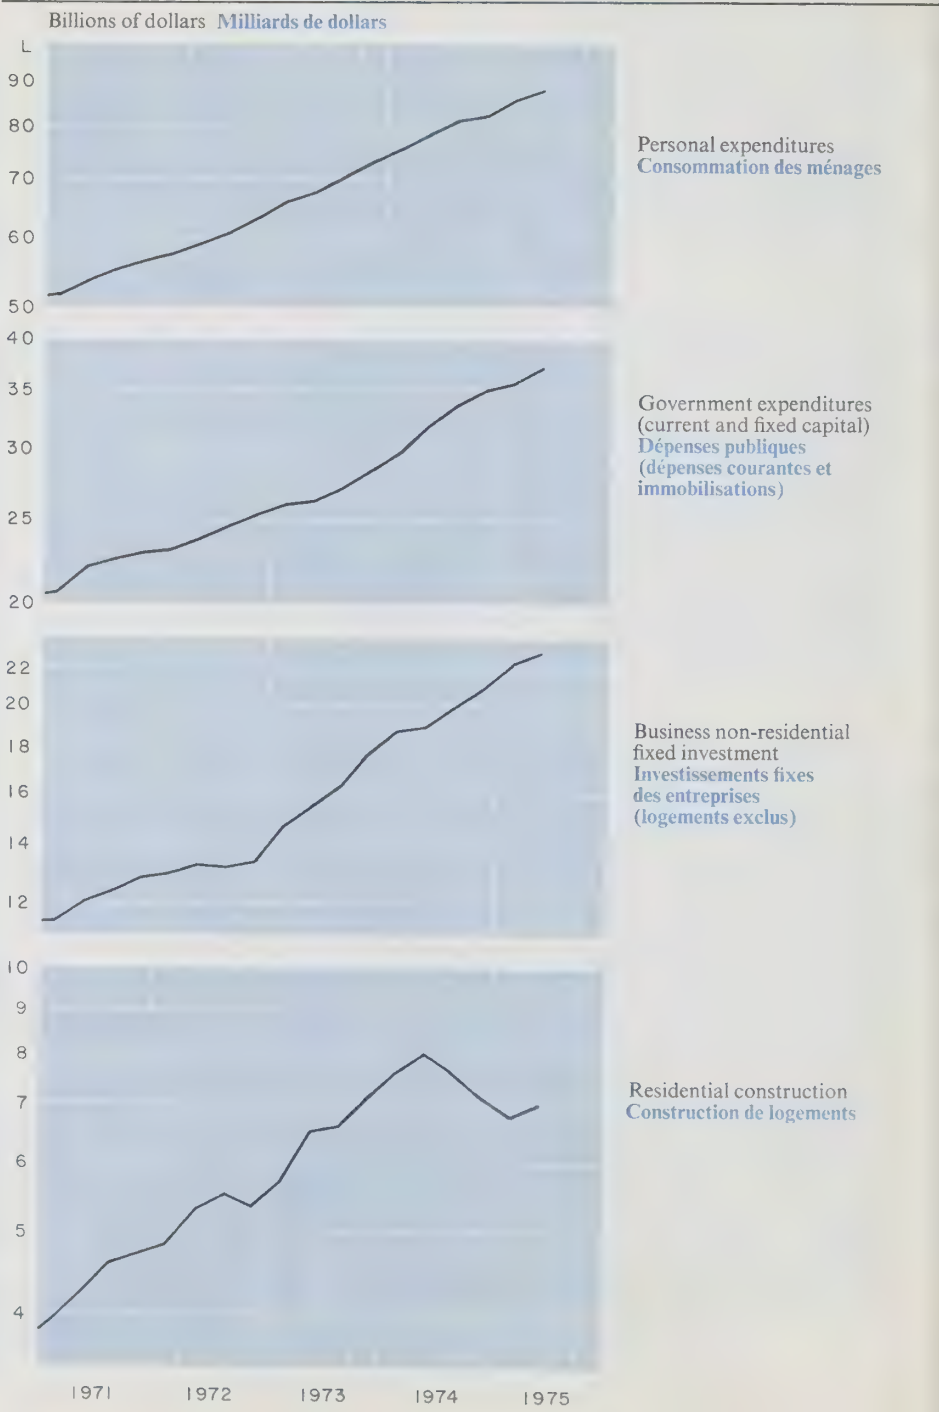 Billions of dollars Milliards de dollars
L
90
80
70
60
50
Personal expenditures
Consommation des ménages
40
35
30
25
20
Government expenditures
(current and fixed capital)
Dépenses publiques
(dépenses courantes et
immobilisations)
22
20
18
16
14
12
Business non-residential
fixed investment
Investissements fixes
des entreprises
(logements exclus)
10
9
8
7
6
5
4
Residential construction
Construction de logements
1971 1972 1973 1974 1975